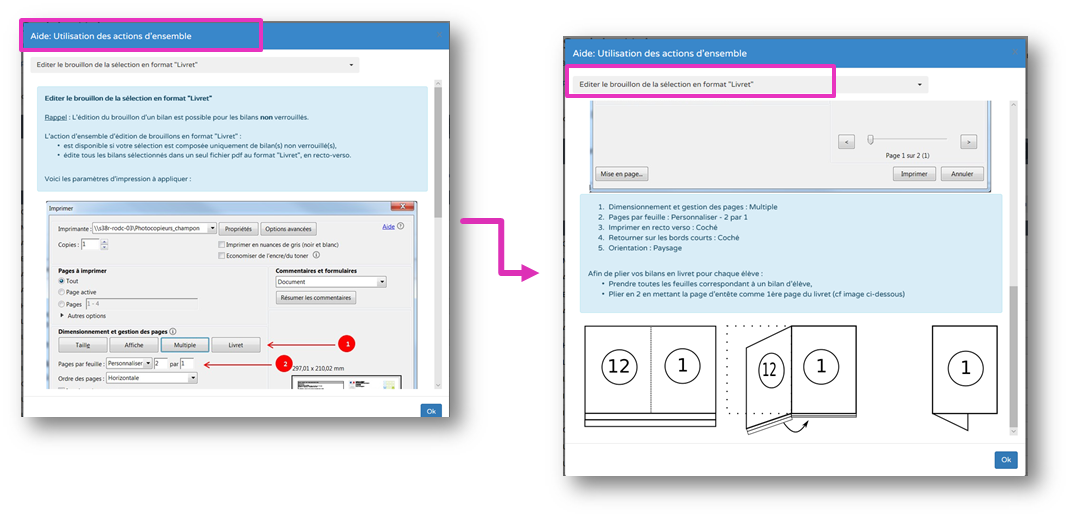 Aide: Utilisation des actions d'ensemble
Editer le brouillon de la sélection en format "Livret"
Editer le brouillon de la sélection en format "Livret"
Rappel : L'édition du brouillon d'un bilan est possible pour les bilans non verrouillés.
L'action d'ensemble d'édition de brouillons en format "Livret" :
• est disponible si votre sélection est composée uniquement de bilan(s) non verrouillé(s),
• édite tous les bilans sélectionnés dans un seul fichier pdf au format "Livret", en recto-verso.
Voici les paramètres d'impression à appliquer :
Imprimer
X
Imprimante : \\s38r-rodc-03\Photocopieurs_champon
Propriétés
Options avancées
Aide
Copies : 1
Imprimer en nuances de gris (noir et blanc)
Economiser de l'encre/du toner
Pages à imprimer
Commentaires et formulaires
Tout
Document
Page active
Pages 1 - 4
Résumer les commentaires
Autres options
Dimensionnement et gestion des pages
Taille
Affiche
Multiple
Livret
1
Pages par feuille : Personnaliser 2 par 1
2
297,01 x 210,02 mm
Ordre des pages : Horizontale
Ok
Aide: Utilisation des actions d'ensemble
Editer le brouillon de la sélection en format "Livret"
<
>
Page 1 sur 2 (1)
Mise en page...
Imprimer
Annuler
1. Dimensionnement et gestion des pages : Multiple
2. Pages par feuille : Personnaliser - 2 par 1
3. Imprimer en recto verso : Coché
4. Retourner sur les bords courts : Coché
5. Orientation : Paysage
Afin de plier vos bilans en livret pour chaque élève :
• Prendre toutes les feuilles correspondant à un bilan d'élève,
• Plier en 2 en mettant la page d'entête comme 1ère page du livret (cf image ci-dessous)
12
1
12
1
1
Ok